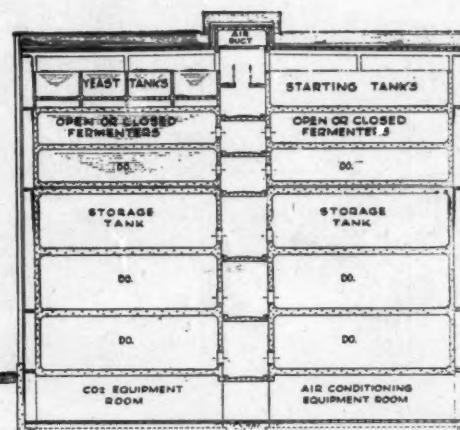 AIR
DUCT
YEAST TANKS
STARTING TANKS
OPEN OR CLOSED
FERMENTERS
OPEN OR CLOSED
FERMENTE S
DO.
DO.
STORAGE
TANK
STORAGE
TANK
DO.
DO.
DO.
DO.
CO2 EQUIPMENT
ROOM
AIR CONDITIONING
EQUIPMENT ROOM